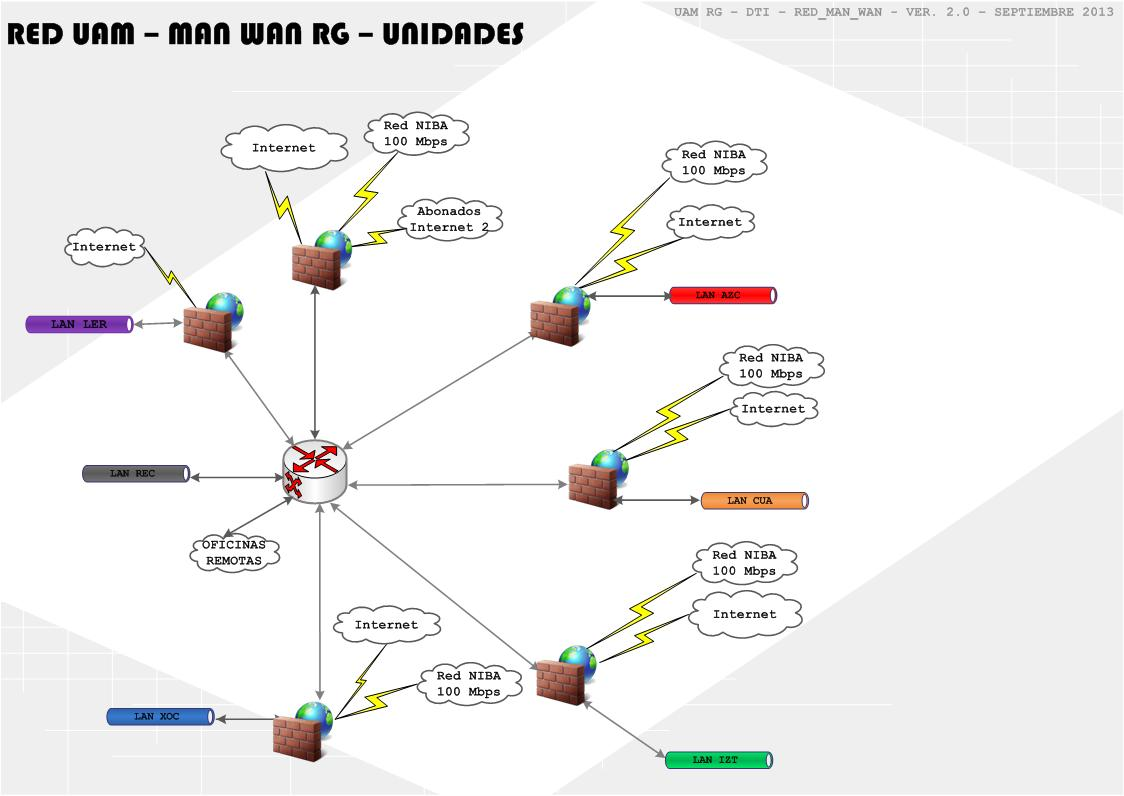 UAM RG – DTI – RED_MAN_WAN – VER. 2.0 – SEPTIEMBRE 2013
RED UAM – MAN WAN RG – UNIDADES
Internet
Red NIBA
100 Mbps
Abonados
Internet 2
Internet
LAN LER
Red NIBA
100 Mbps
Internet
LAN AZC
Red NIBA
100 Mbps
Internet
LAN CUA
LAN REC
OFICINAS
REMOTAS
Red NIBA
100 Mbps
Internet
LAN IZT
Internet
Red NIBA
100 Mbps
LAN XOC